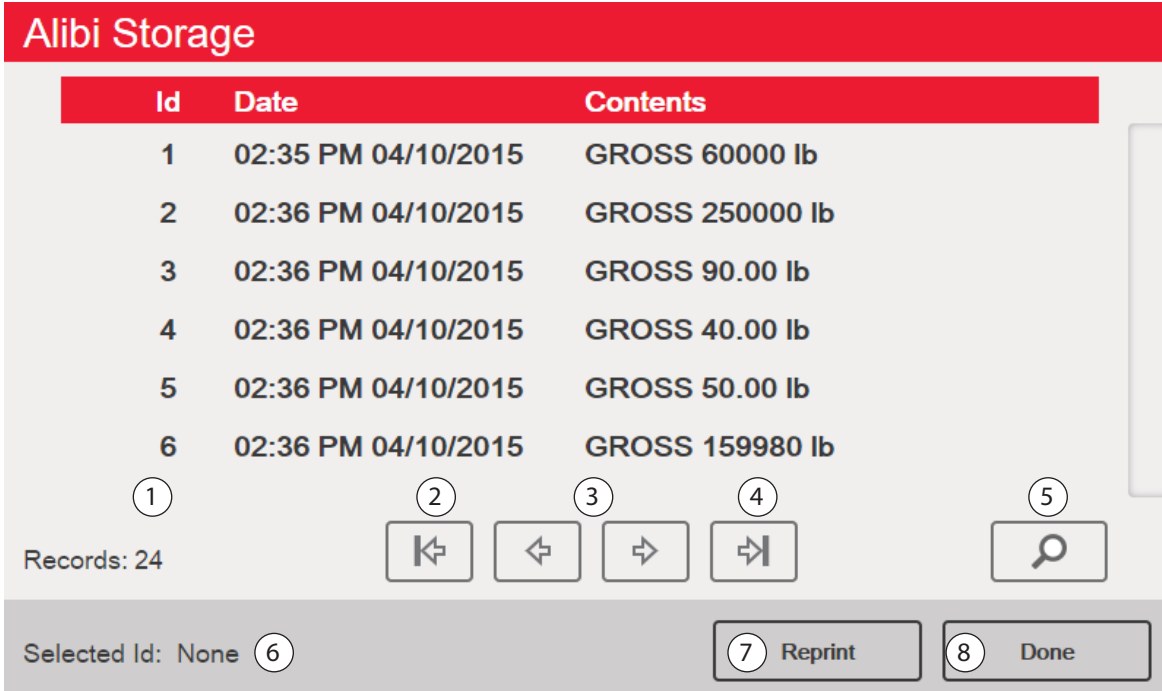 Alibi Storage
Id Date Contents
1 02:35 PM 04/10/2015 GROSS 60000 lb
2 02:36 PM 04/10/2015 GROSS 250000 lb
3 02:36 PM 04/10/2015 GROSS 90.00 lb
4 02:36 PM 04/10/2015 GROSS 40.00 lb
5 02:36 PM 04/10/2015 GROSS 50.00 lb
6 02:36 PM 04/10/2015 GROSS 159980 lb
1 2 3 4 5
Records: 24
Selected Id: None 6 7 Reprint 8 Done